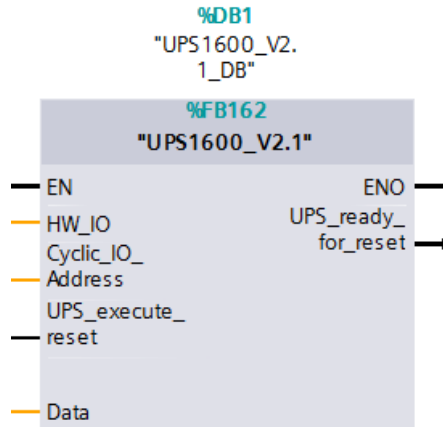 %DB1
"UPS1600_V2.
1_DB"
%FB162
"UPS1600_V2.1"
EN
ENO
HW_IO
UPS_ready_
for_reset
Cyclic_IO_
Address
UPS_execute_
reset
Data